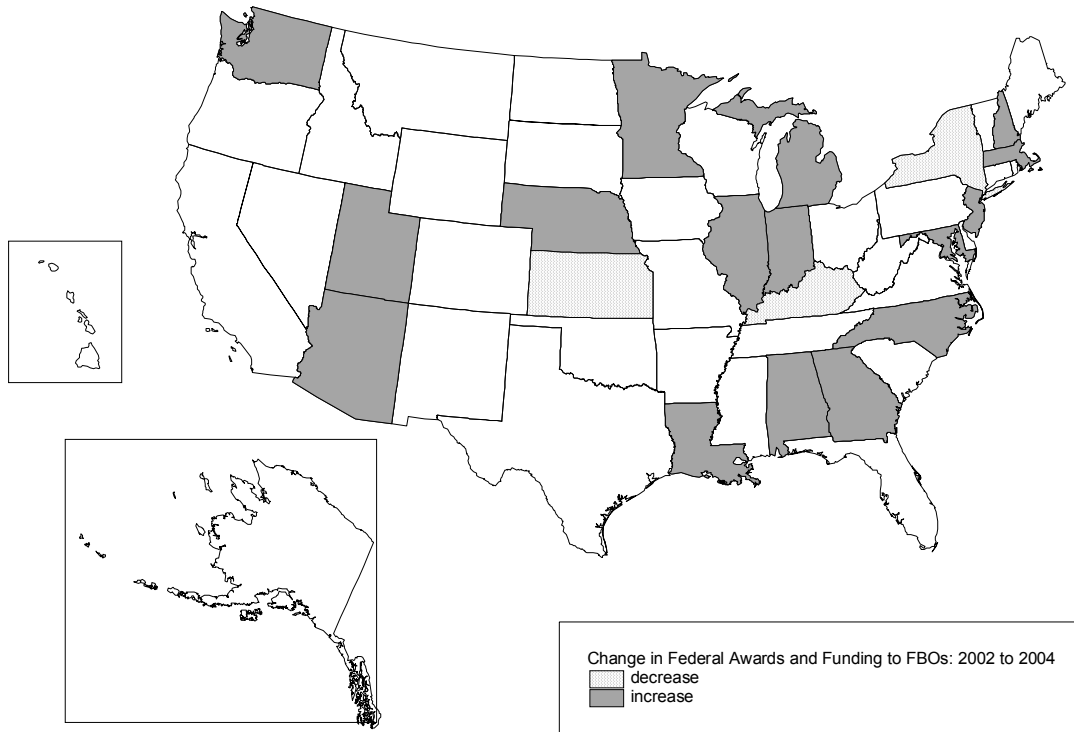 Change in Federal Awards and Funding to FBOs: 2002 to 2004
decrease
increase